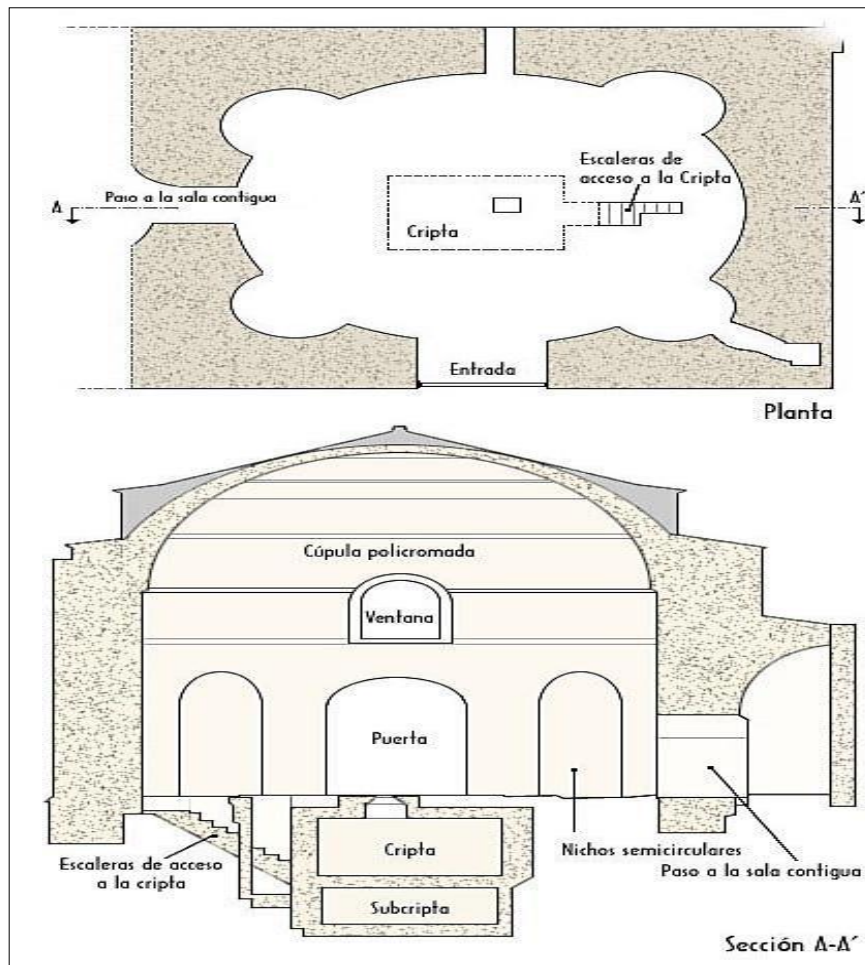 Escaleras de
acceso a la Cripta
Paso a la sala contigua
A
A'
Cripta
Entrada
Planta
Cúpula policromada
Ventana
Puerta
Escaleras de acceso
a la cripta
Cripta
Nichos semicirculares
Paso a la sala contigua
Subcripta
Sección A-A'